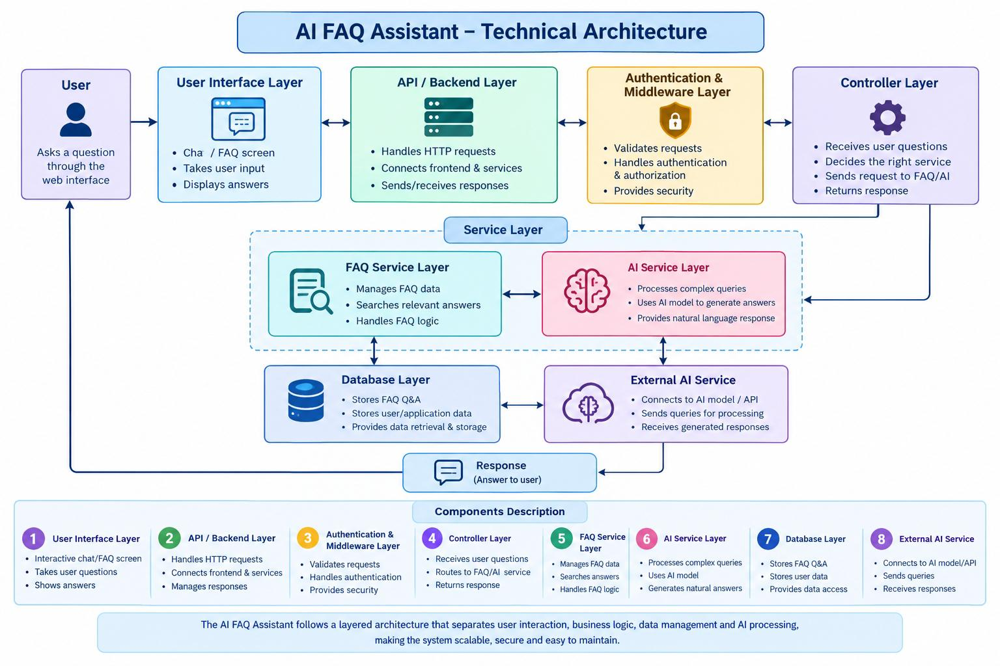 AI FAQ Assistant – Technical Architecture
User
Asks a question
through the
web interface
User Interface Layer
• Cha / FAQ screen
• Takes user input
• Displays answers
API / Backend Layer
• Handles HTTP requests
• Connects frontend & services
• Sends/receives responses
Authentication &
Middleware Layer
• Validates requests
• Handles authentication
& authorization
• Provides security
Controller Layer
• Receives user questions
• Decides the right service
• Sends request to FAQ/AI
• Returns response
Service Layer
FAQ Service Layer
• Manages FAQ data
• Searches relevant answers
• Handles FAQ logic
AI Service Layer
• Processes complex queries
• Uses AI model to generate answers
• Provides natural language response
Database Layer
• Stores FAQ Q&A
• Stores user/application data
• Provides data retrieval & storage
External AI Service
• Connects to AI model / API
• Sends queries for processing
• Receives generated responses
Response
(Answer to user)
Components Description
1 User Interface Layer
• Interactive chat/FAQ screen
• Takes user questions
• Shows answers
2 API / Backend Layer
• Handles HTTP requests
• Connects frontend & services
• Manages responses
3 Authentication &
Middleware Layer
• Validates requests
• Handles authentication
• Provides security
4 Controller Layer
• Receives user questions
• Routes to FAQ/AI service
• Returns response
5 FAQ Service
Layer
• Manages FAQ data
• Searches answers
• Handles FAQ logic
6 AI Service Layer
• Processes complex queries
• Uses AI model
• Generates natural answers
7 Database Layer
• Stores FAQ Q&A
• Stores user data
• Provides data access
8 External AI Service
• Connects to AI model/API
• Sends queries
• Receives responses
The AI FAQ Assistant follows a layered architecture that separates user interaction, business logic, data management and AI processing,
making the system scalable, secure and easy to maintain.